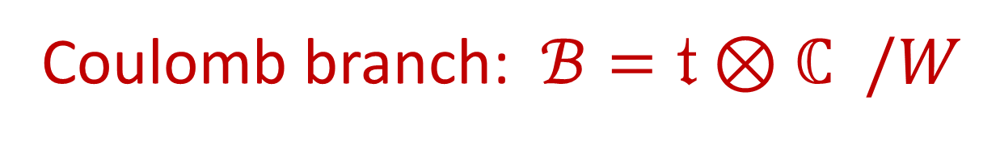 Coulomb branch: ℬ = 𝔱 ⊗ ℂ /𝑊